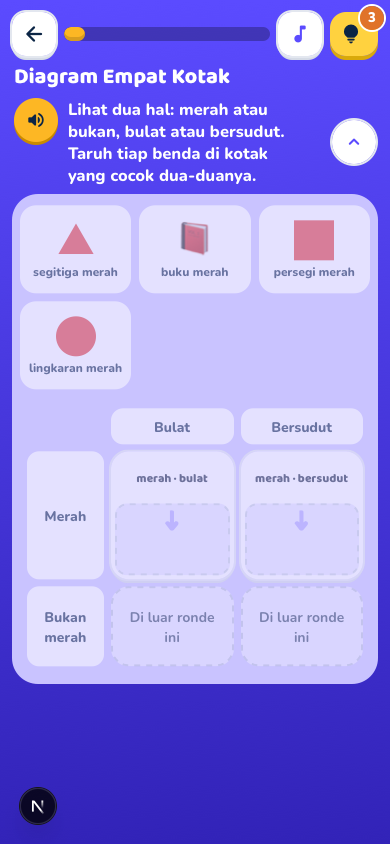 3
Diagram Empat Kotak
Lihat dua hal: merah atau
bukan, bulat atau bersudut.
Taruh tiap benda di kotak
yang cocok dua-duanya.
segitiga merah
buku merah
persegi merah
lingkaran merah
Bulat
Bersudut
Merah
merah · bulat
merah · bersudut
Bukan
merah
Di luar ronde
ini
Di luar ronde
ini
N